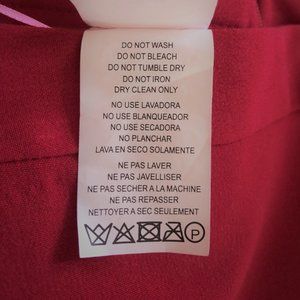 DO NOT WASH
DO NOT BLEACH
DO NOT TUMBLE DRY
DO NOT IRON
DRY CLEAN ONLY
NO USE LAVADORA
NO USE BLANQUEADOR
NO USE SECADORA
NO PLANCHAR
LAVA EN SECO SOLAMENTE
NE PAS LAVER
NE PAS JAVELLISER
NE PAS SECHER A LA MACHINE
NE PAS REPASSER
NETTOYER A SEC SEULEMENT
P